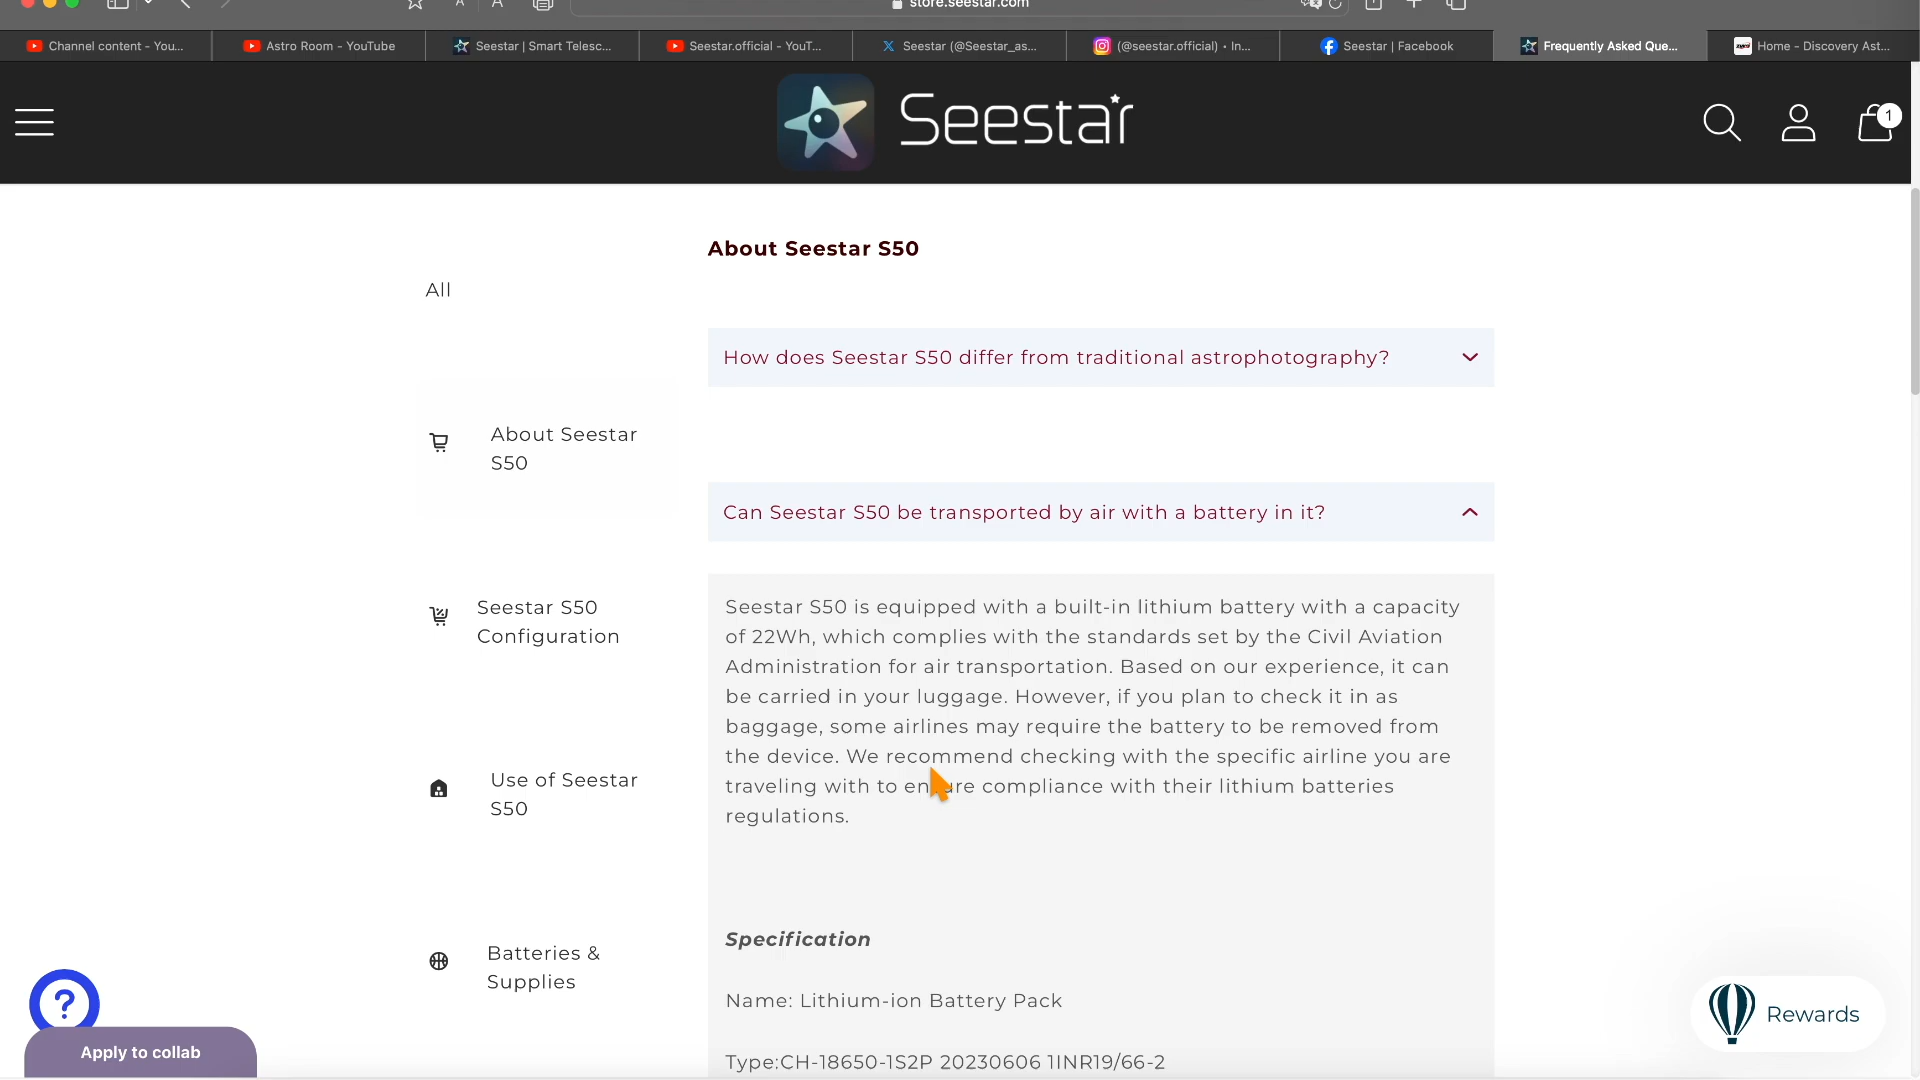 store.seestar.com
Channel content - You...
Astro Room - YouTube
Seestar | Smart Telesc...
Seestar.official - YouT...
Seestar (@Seestar_as...
(@seestar.official) • In...
Seestar | Facebook
Frequently Asked Que...
Home - Discovery Ast...
Seestar
1
About Seestar S50
All
How does Seestar S50 differ from traditional astrophotography?
About Seestar
S50
Can Seestar S50 be transported by air with a battery in it?
Seestar S50
Configuration
Seestar S50 is equipped with a built-in lithium battery with a capacity
of 22Wh, which complies with the standards set by the Civil Aviation
Administration for air transportation. Based on our experience, it can
be carried in your luggage. However, if you plan to check it in as
baggage, some airlines may require the battery to be removed from
the device. We recommend checking with the specific airline you are
traveling with to ensure compliance with their lithium batteries
regulations.
Use of Seestar
S50
Specification
Batteries &
Supplies
Name: Lithium-ion Battery Pack
Type:CH-18650-1S2P 20230606 1INR19/66-2
?
Apply to collab
Rewards